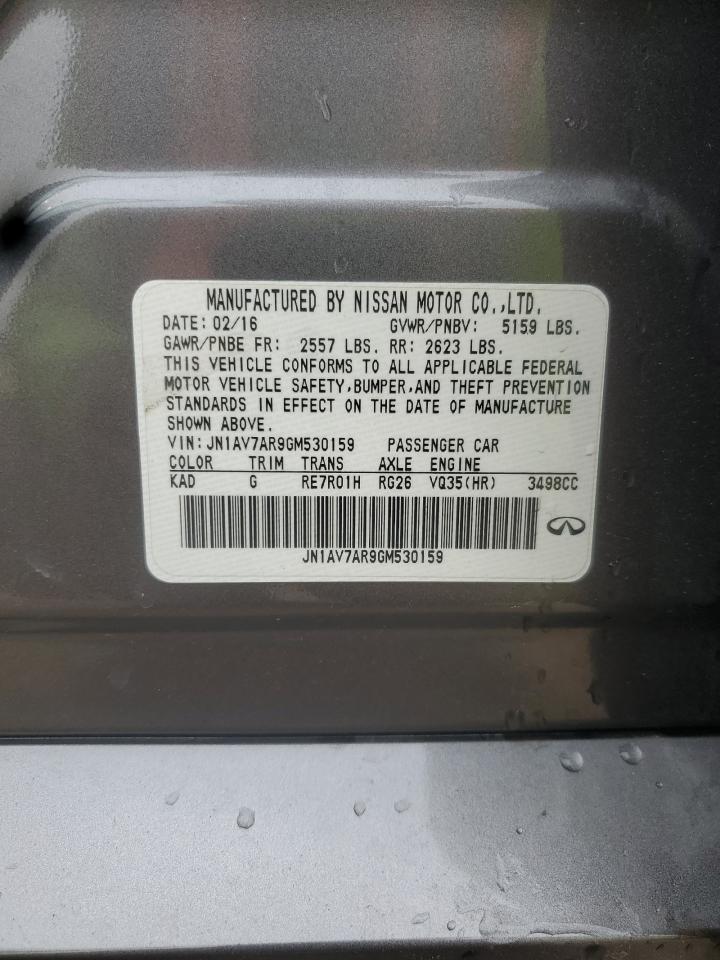 MANUFACTURED BY NISSAN MOTOR CO.,LTD.
DATE: 02/16 GVWR/PNBV: 5159 LBS.
GAWR/PNBE FR: 2557 LBS. RR: 2623 LBS.
THIS VEHICLE CONFORMS TO ALL APPLICABLE FEDERAL
MOTOR VEHICLE SAFETY,BUMPER,AND THEFT PREVENTION
STANDARDS IN EFFECT ON THE DATE OF MANUFACTURE
SHOWN ABOVE.
VIN:JN1AV7AR9GM530159 PASSENGER CAR
COLOR TRIM TRANS AXLE ENGINE
KAD G RE7R01H RG26 VQ35(HR) 3498CC
JN1AV7AR9GM530159